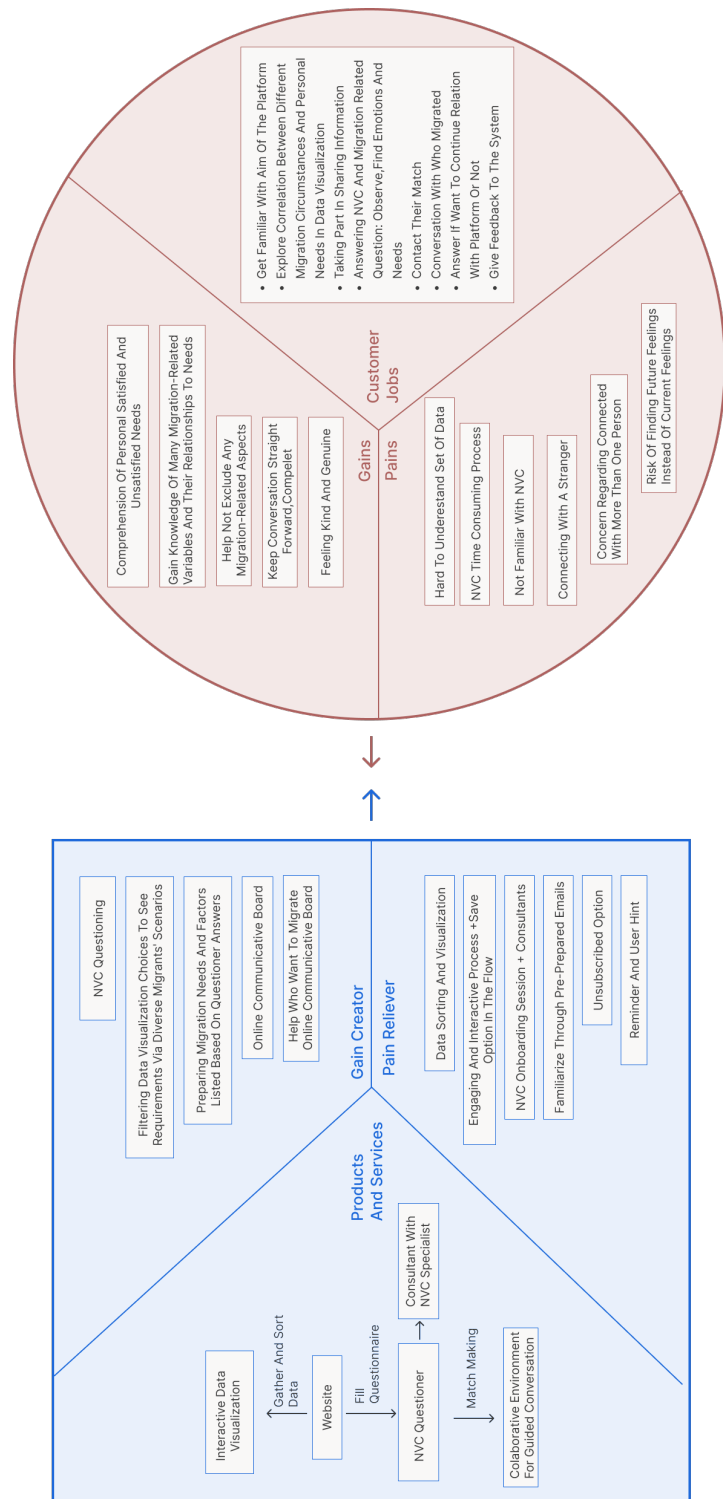 Interactive Data
Visualization
Gather And Sort
Data
Website
Fill
Questionnaire
NVC Questioner
Consultant With
NVC Specialist
Match Making
Colaborative Environment
For Guided Conversation
Products
And Services
Gain Creator
NVC Questioning
Filtering Data Visualization Choices To See
Requirements Via Diverse Migrants' Scenarios
Preparing Migration Needs And Factors
Listed Based On Questioner Answers
Online Communicative Board
Help Who Want To Migrate
Online Communicative Board
Pain Reliever
Data Sorting And Visualization
Engaging And Interactive Process +Save
Option In The Flow
NVC Onboarding Session + Consultants
Familiarize Through Pre-Prepared Emails
Unsubscribed Option
Reminder And User Hint
Comprehension Of Personal Satisfied And
Unsatisfied Needs
Gain Knowledge Of Many Migration-Related
Variables And Their Relationships To Needs
Help Not Exclude Any
Migration-Related Aspects
Keep Conversation Straight
Forward,Compelet
Feeling Kind And Genuine
Gains
Pains
Hard To Underestand Set Of Data
NVC Time Consuming Process
Not Familiar With NVC
Connecting With A Stranger
Concern Regarding Connected
With More Than One Person
Risk Of Finding Future Feelings
Instead Of Current Feelings
Customer
Jobs
• Get Familiar With Aim Of The Platform
• Explore Correlation Between Different
Migration Circumstances And Personal
Needs In Data Visualization
• Taking Part In Sharing Information
• Answering NVC And Migration Related
Question: Observe,Find Emotions And
Needs
• Contact Their Match
• Conversation With Who Migrated
• Answer If Want To Continue Relation
With Platform Or Not
• Give Feedback To The System